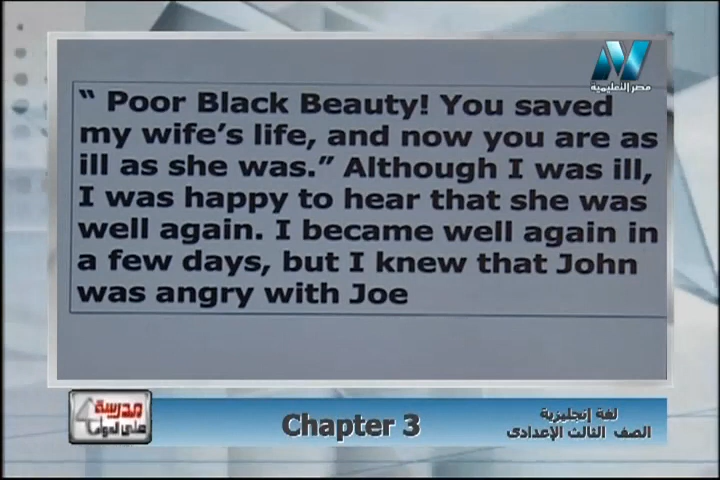 مصر التعليمية
“ Poor Black Beauty! You saved
my wife’s life, and now you are as
ill as she was.” Although I was ill,
I was happy to hear that she was
well again. I became well again in
a few days, but I knew that John
was angry with Joe
مدرسة
على الهواء
Chapter 3
لغة إنجليزية
الصف الثالث الإعدادى